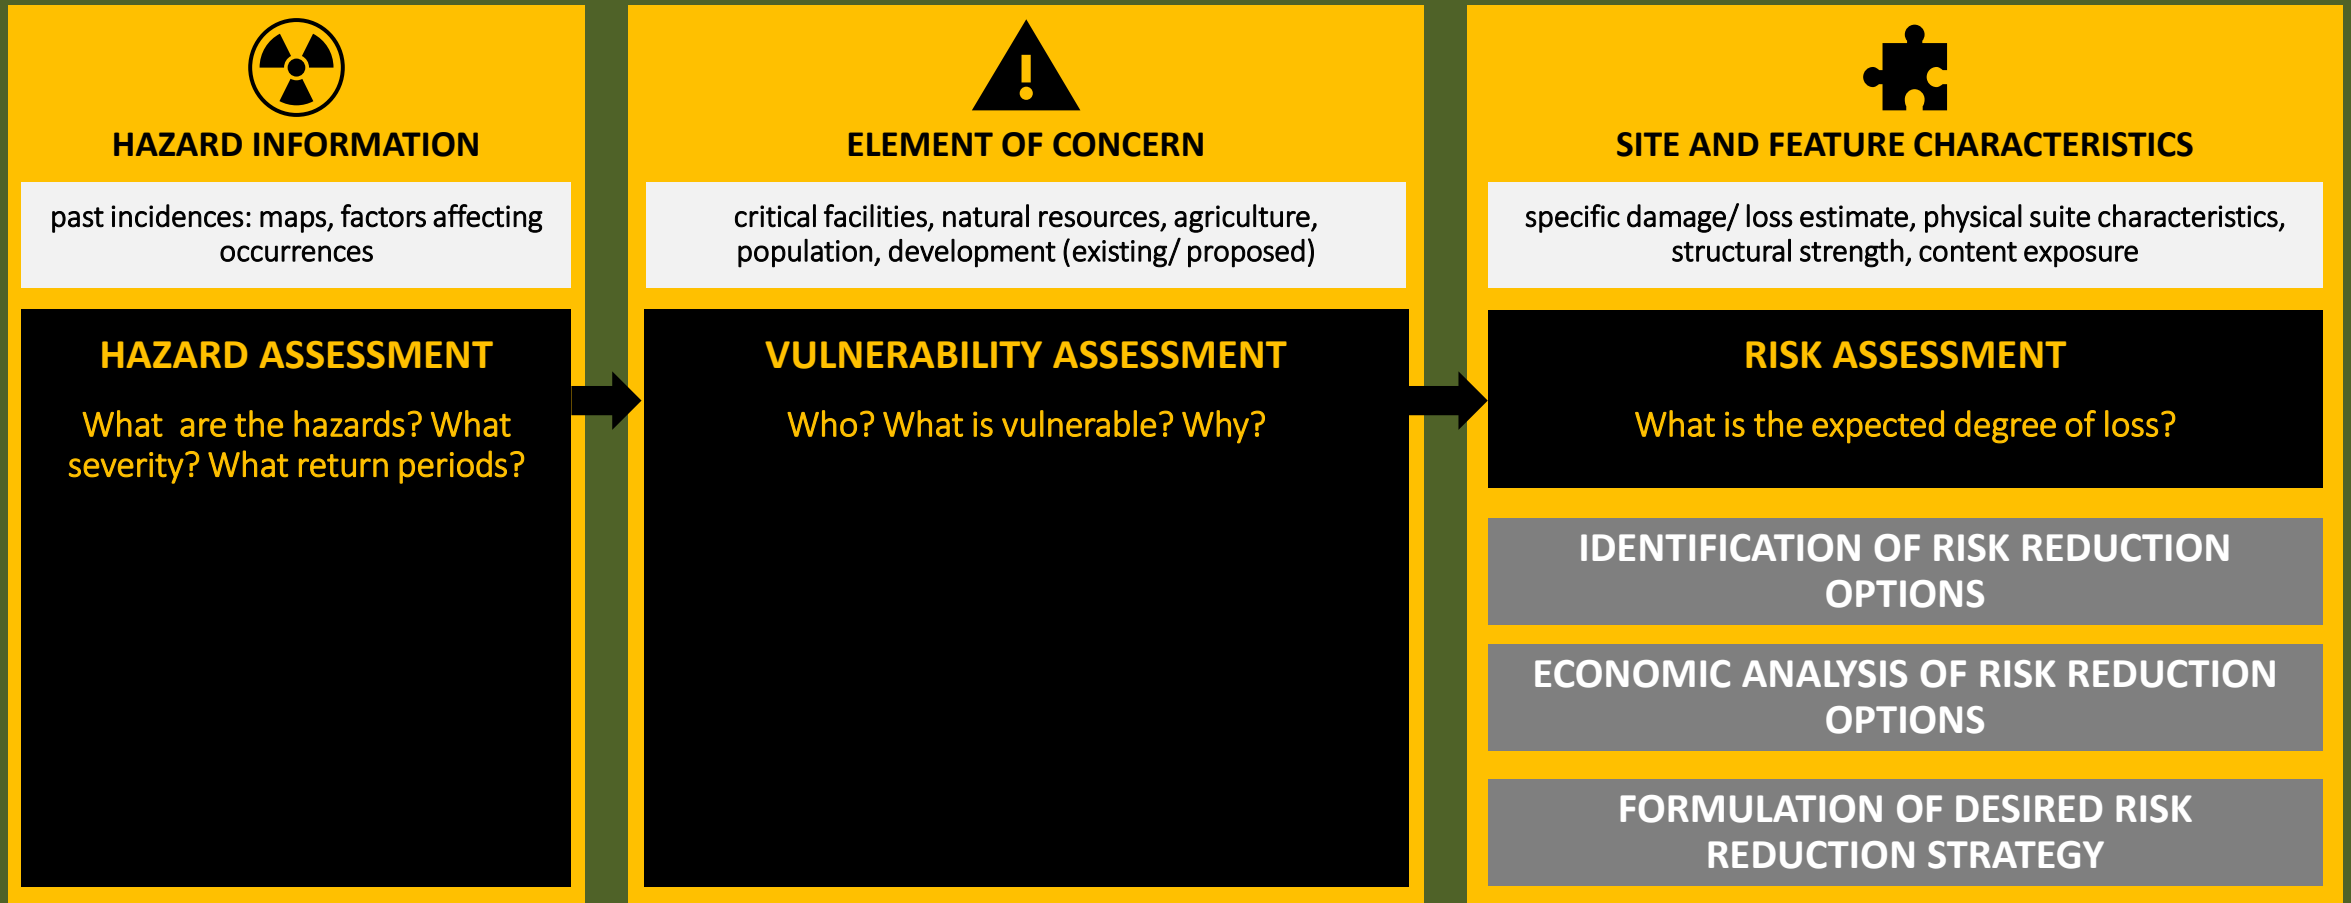 HAZARD INFORMATION
past incidences: maps, factors affecting
occurrences
HAZARD ASSESSMENT
What are the hazards? What
severity? What return periods?
ELEMENT OF CONCERN
critical facilities, natural resources, agriculture,
population, development (existing/ proposed)
VULNERABILITY ASSESSMENT
Who? What is vulnerable? Why?
SITE AND FEATURE CHARACTERISTICS
specific damage/ loss estimate, physical suite characteristics,
structural strength, content exposure
RISK ASSESSMENT
What is the expected degree of loss?
IDENTIFICATION OF RISK REDUCTION
OPTIONS
ECONOMIC ANALYSIS OF RISK REDUCTION
OPTIONS
FORMULATION OF DESIRED RISK
REDUCTION STRATEGY